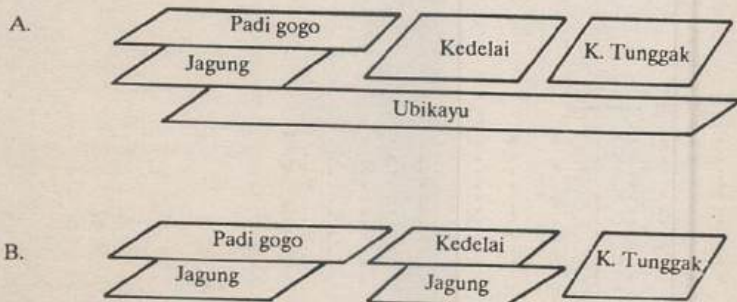 A.
Padi gogo
Jagung
Kedelai
K. Tunggak
Ubikayu
B.
Padi gogo
Jagung
Kedelai
Jagung
K. Tunggak